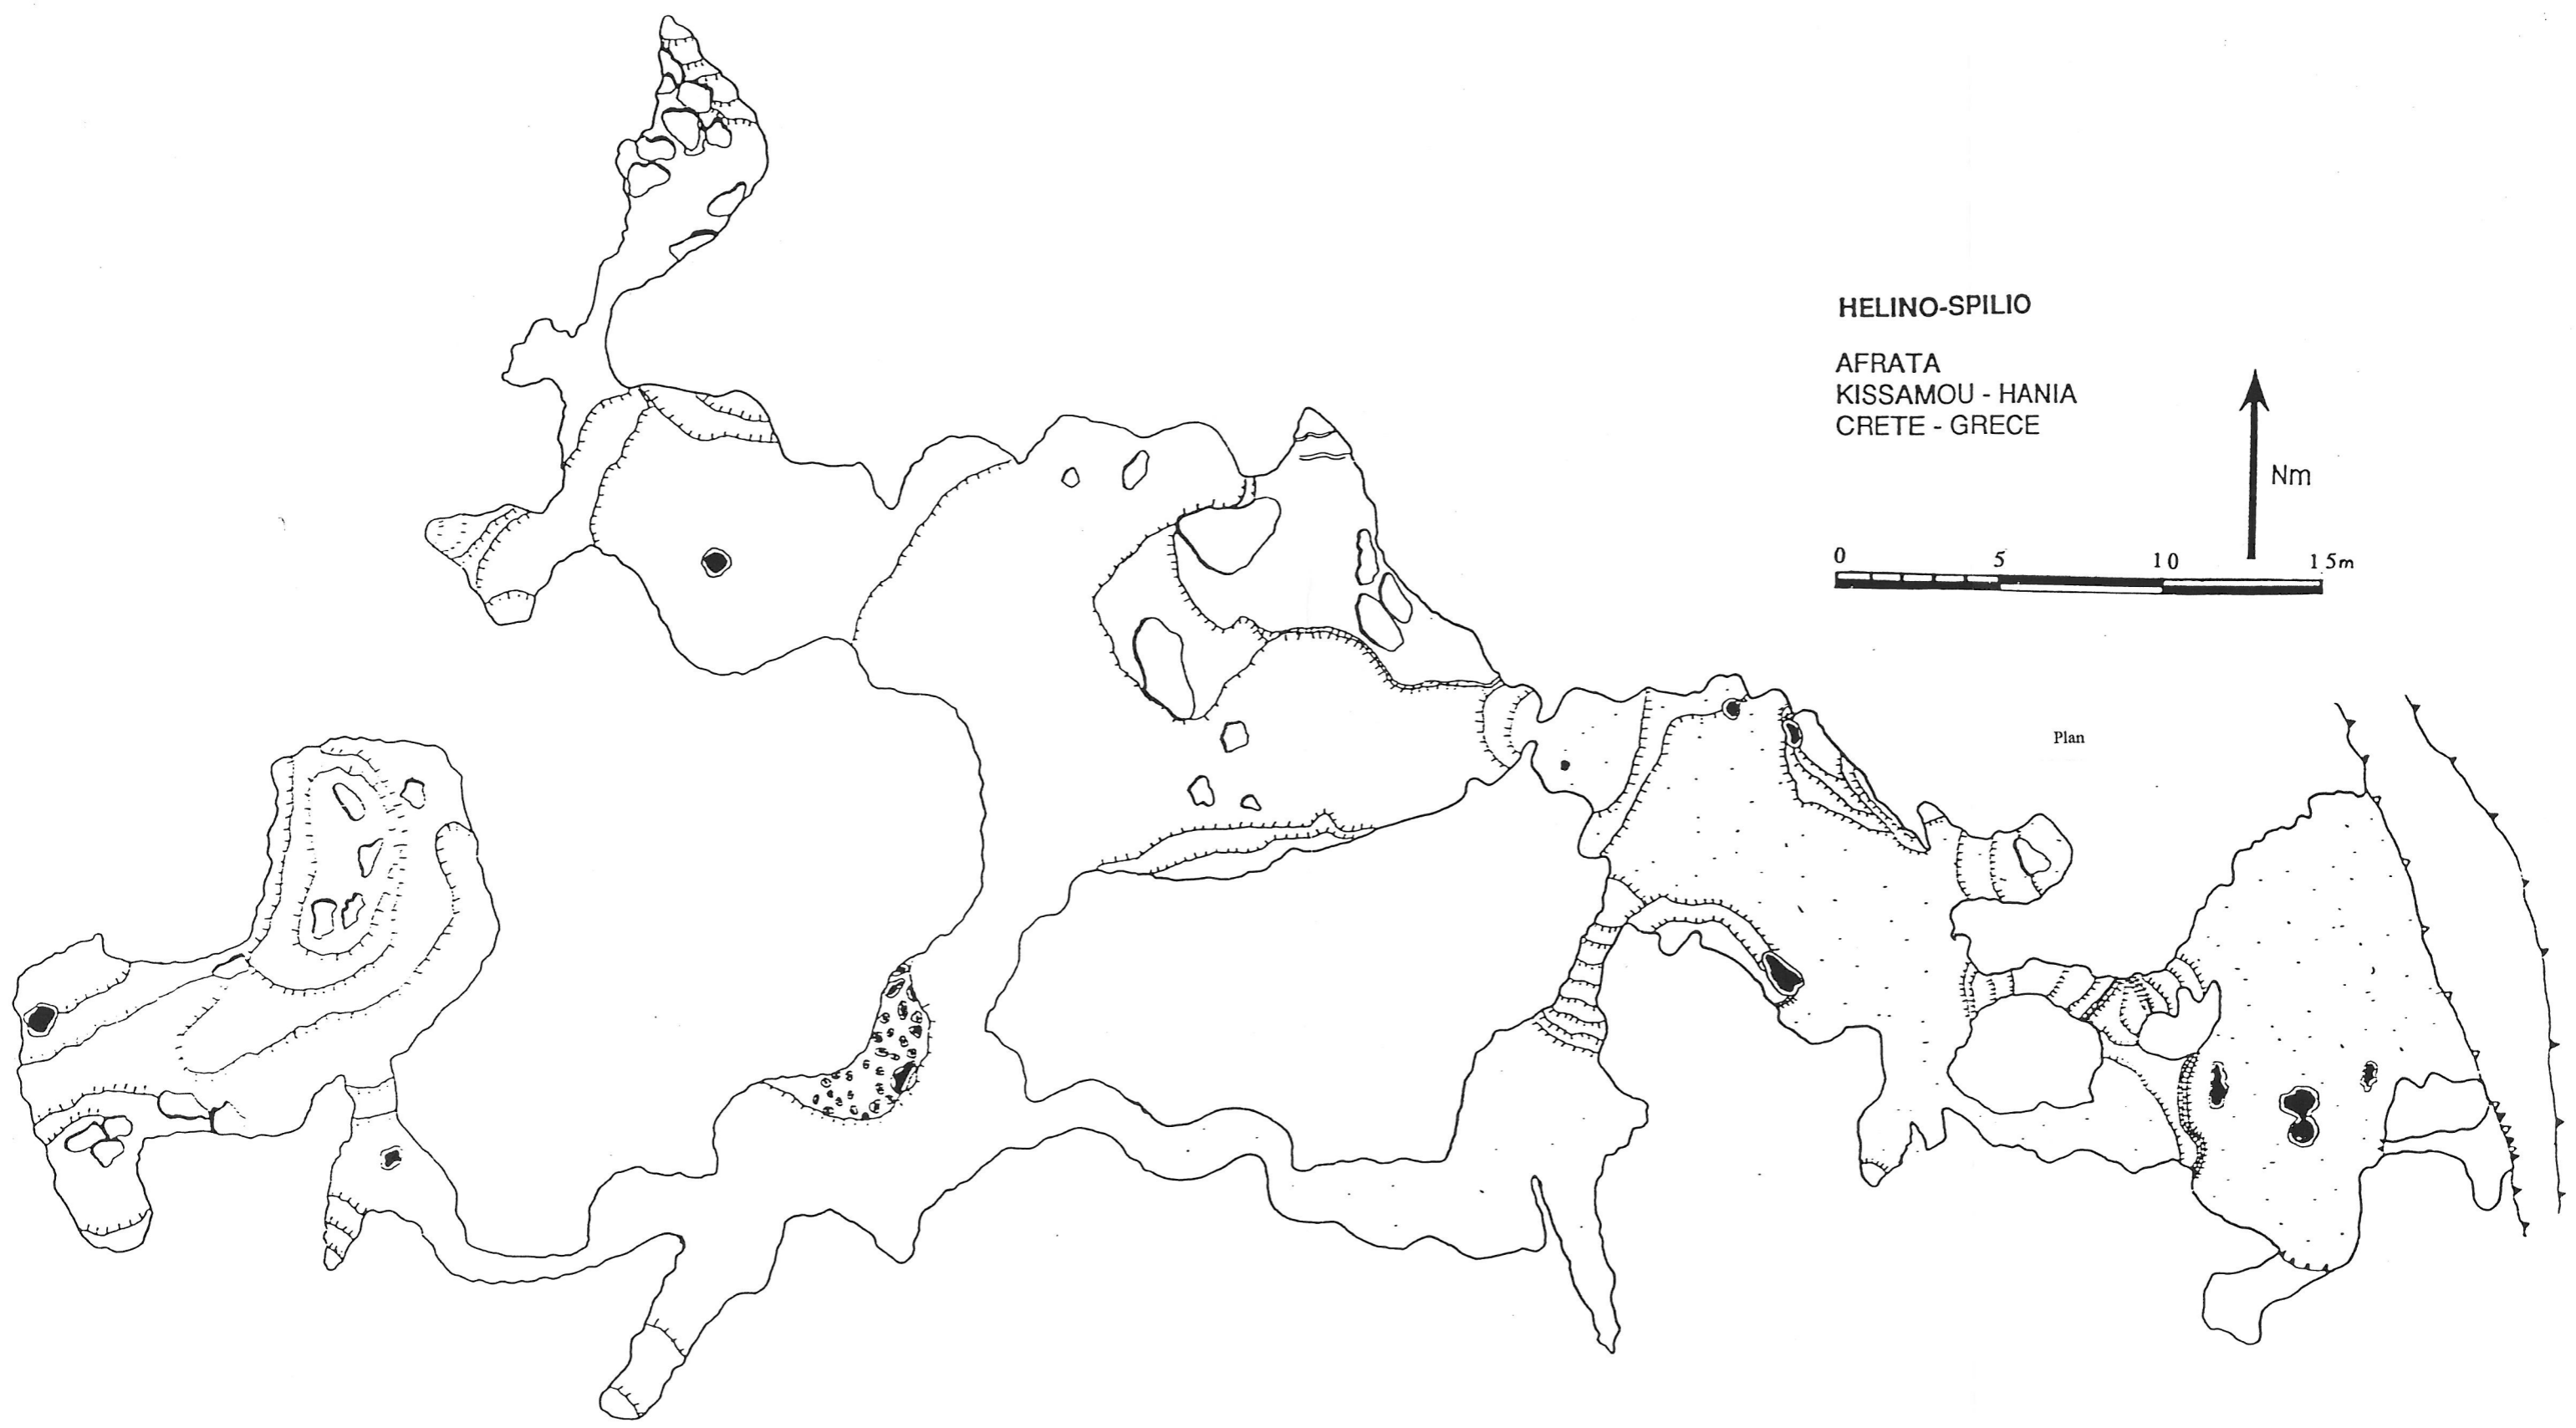 HELINO-SPILIO
AFRATA
KISSAMOU - HANIA
CRETE - GRECE
Nm
0 5 10 15m
Plan